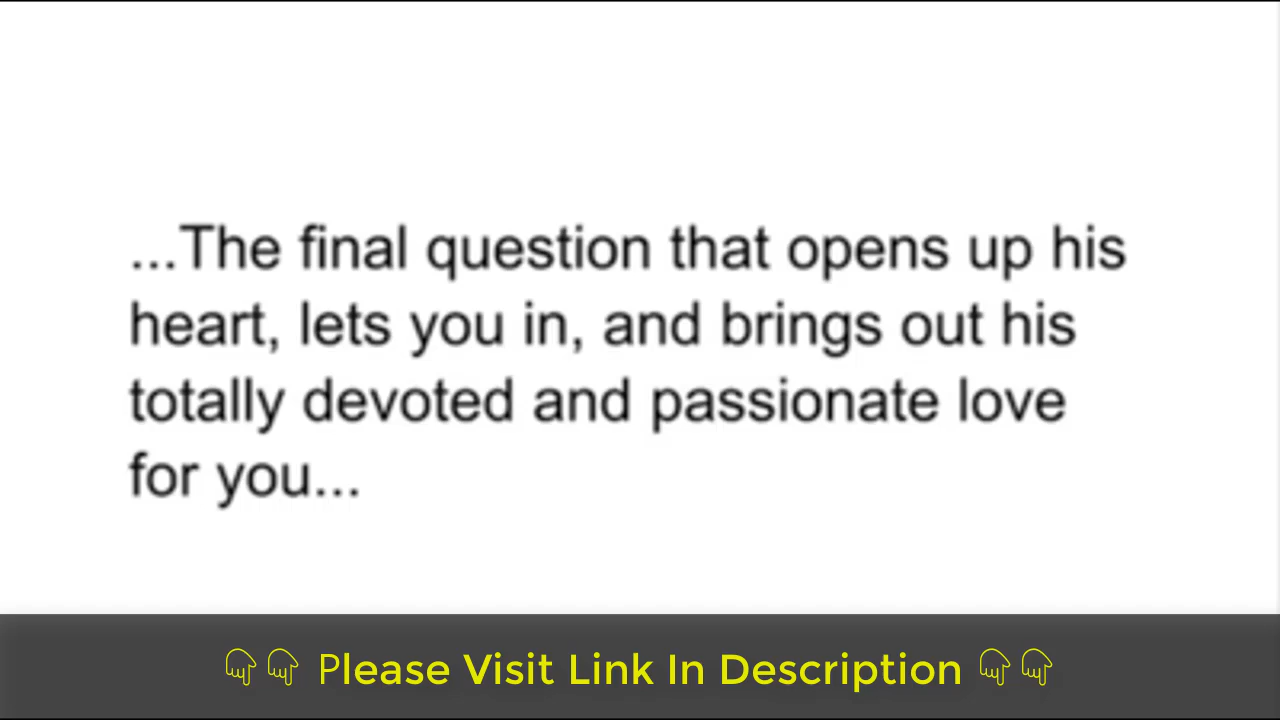 ...The final question that opens up his
heart, lets you in, and brings out his
totally devoted and passionate love
for you...
👇👇 Please Visit Link In Description 👇👇